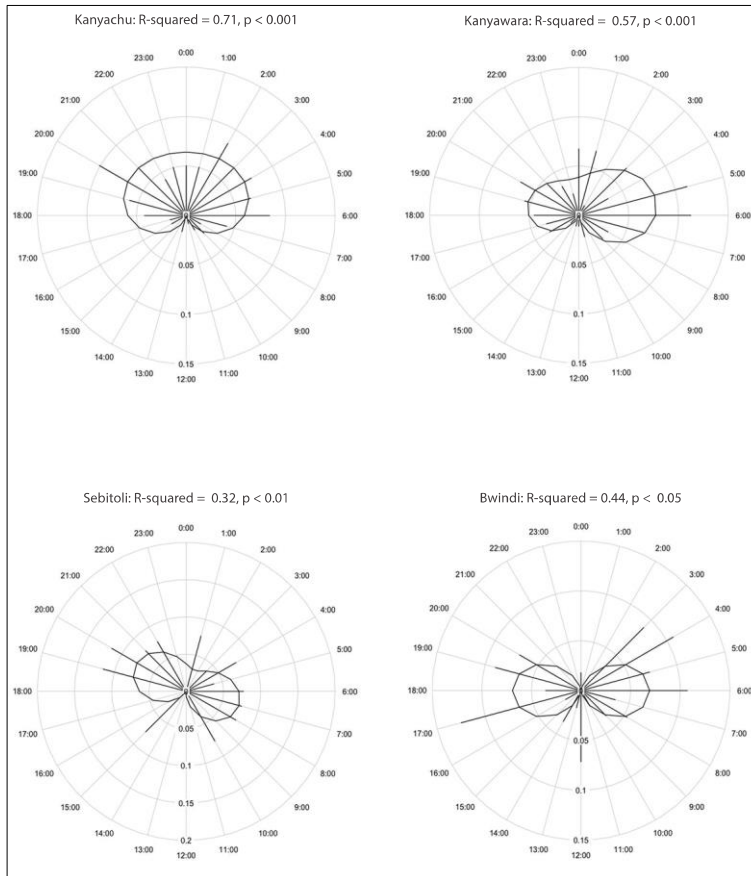 Kanyachu: R-squared = 0.71, p < 0.001
0:00
23:00 1:00
22:00 2:00
21:00 3:00
20:00 4:00
19:00 5:00
18:00 0 6:00
17:00 7:00
0.05
16:00 8:00
15:00 0.1 9:00
14:00 10:00
13:00 0.15 11:00
12:00
Kanyawara: R-squared = 0.57, p < 0.001
0:00
23:00 1:00
22:00 2:00
21:00 3:00
20:00 4:00
19:00 5:00
18:00 0 6:00
17:00 7:00
0.05
16:00 8:00
15:00 0.1 9:00
14:00 10:00
13:00 0.15 11:00
12:00
Sebitoli: R-squared = 0.32, p < 0.01
0:00
23:00 1:00
22:00 2:00
21:00 3:00
20:00 4:00
19:00 5:00
18:00 0 6:00
17:00 0.05 7:00
16:00 0.1 8:00
15:00 9:00
0.15
14:00 10:00
13:00 0.2 11:00
12:00
Bwindi: R-squared = 0.44, p < 0.05
0:00
23:00 1:00
22:00 2:00
21:00 3:00
20:00 4:00
19:00 5:00
18:00 0 6:00
17:00 7:00
0.05
16:00 8:00
15:00 0.1 9:00
14:00 10:00
13:00 0.15 11:00
12:00